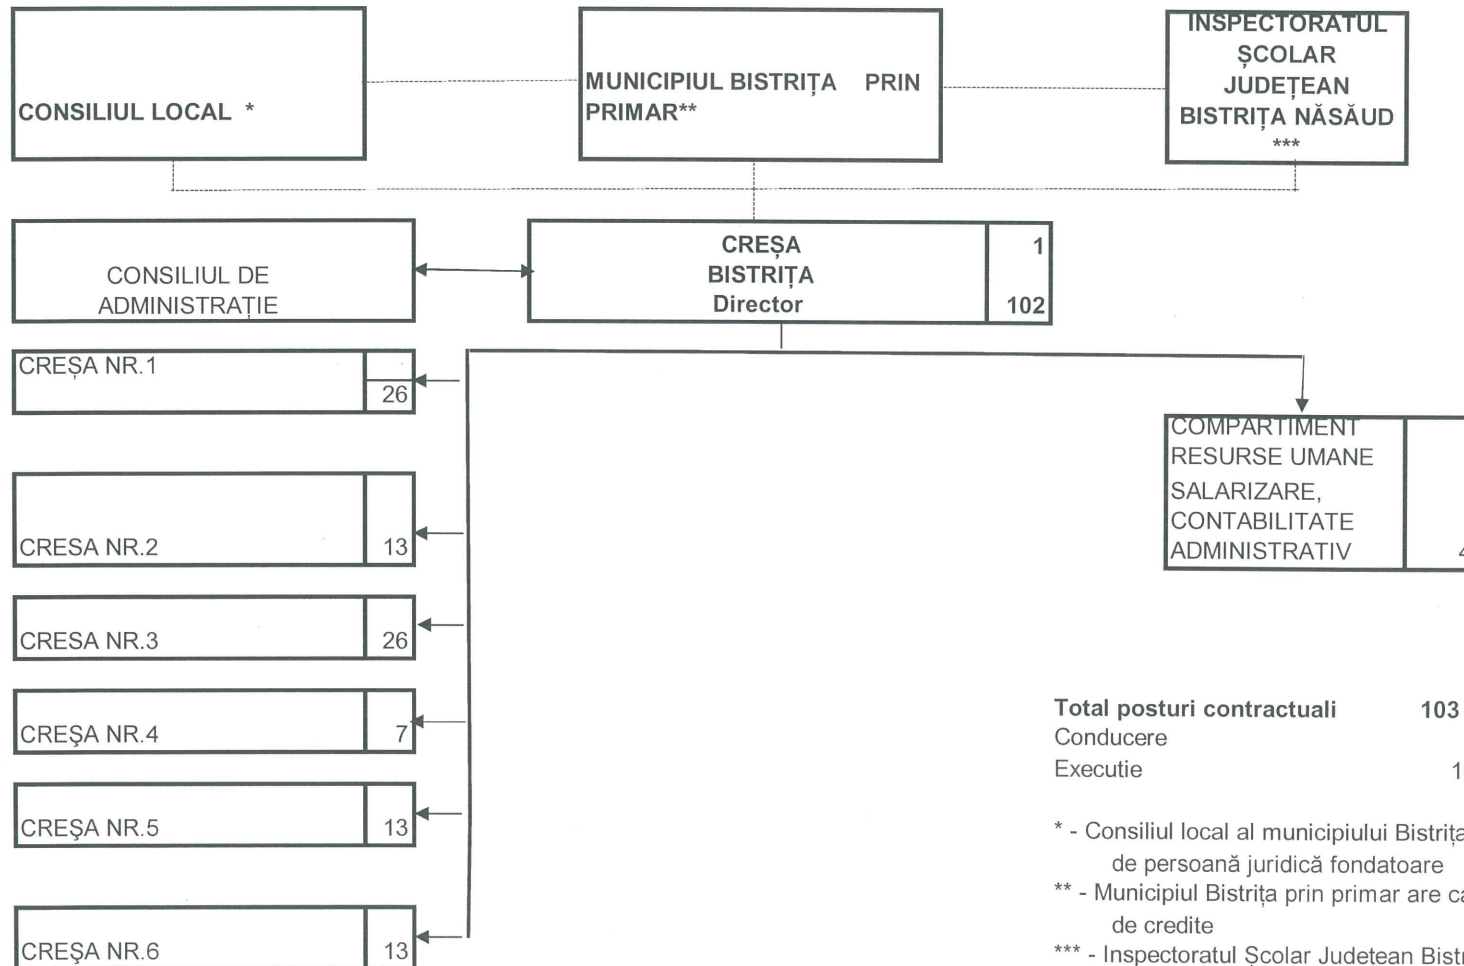 CONSILIUL LOCAL *
MUNICIPIUL BISTRIȚA PRIN
PRIMAR**
INSPECTORATUL
ȘCOLAR
JUDEȚEAN
BISTRIȚA NĂSĂUD
***
CONSILIUL DE
ADMINISTRAȚIE
CREȘA
BISTRIȚA
Director
1
102
CREȘA NR.1
26
CRESA NR.2 13
CRESA NR.3 26
CREŞA NR.4 7
CREŞA NR.5 13
CREŞA NR.6 13
COMPARTIMENT
RESURSE UMANE
SALARIZARE,
CONTABILITATE
ADMINISTRATIV
Total posturi contractuali 103
Conducere
Executie 1
* - Consiliul local al municipiului Bistrița
de persoană juridică fondatoare
** - Municipiul Bistrița prin primar are
de credite
*** - Inspectoratul Școlar Județean